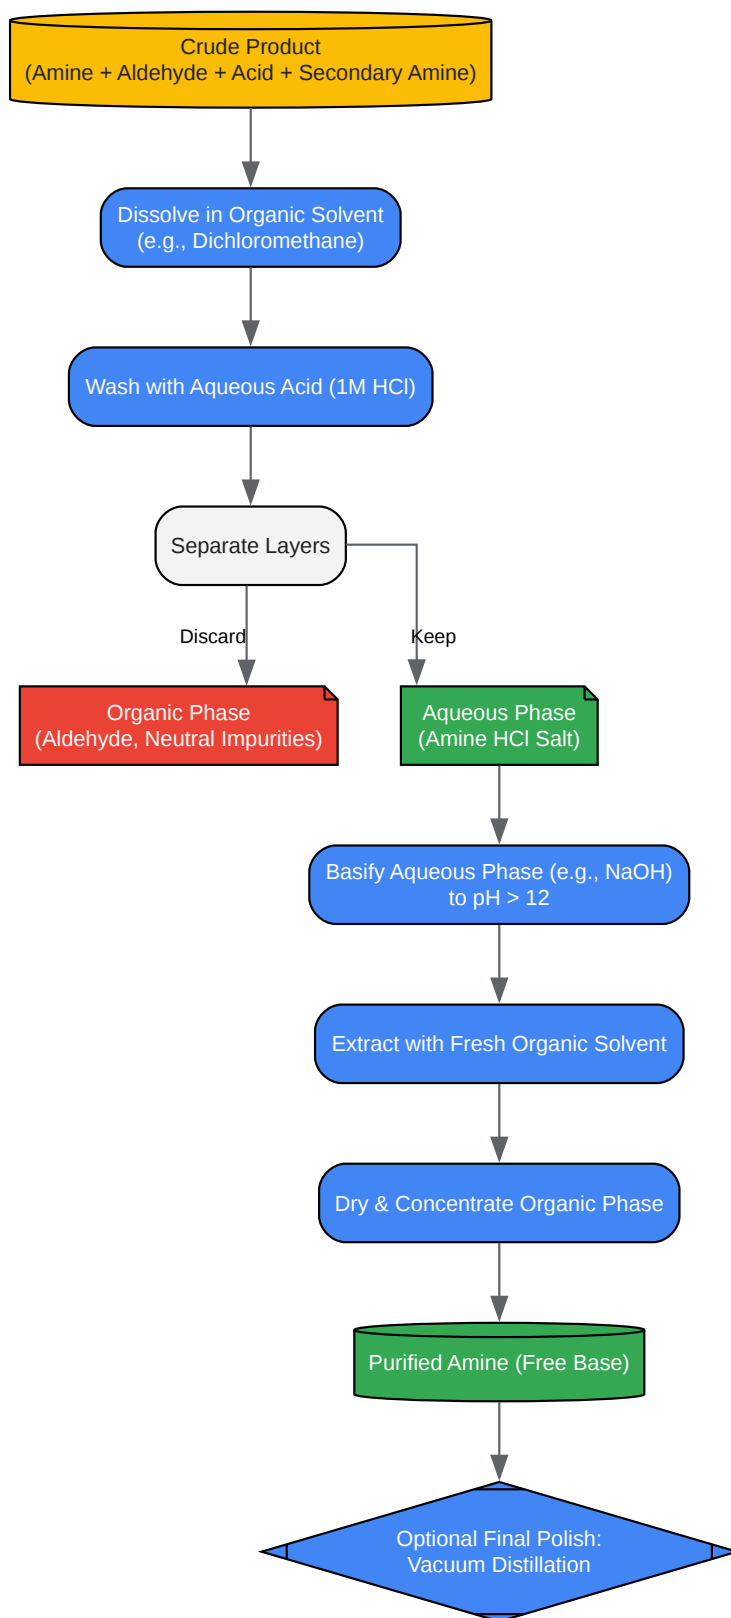 Crude Product
(Amine + Aldehyde + Acid + Secondary Amine)
Dissolve in Organic Solvent
(e.g., Dichloromethane)
Wash with Aqueous Acid (1M HCl)
Separate Layers
Discard
Keep
Organic Phase
(Aldehyde, Neutral Impurities)
Aqueous Phase
(Amine HCl Salt)
Basify Aqueous Phase (e.g., NaOH)
to pH > 12
Extract with Fresh Organic Solvent
Dry & Concentrate Organic Phase
Purified Amine (Free Base)
Optional Final Polish:
Vacuum Distillation